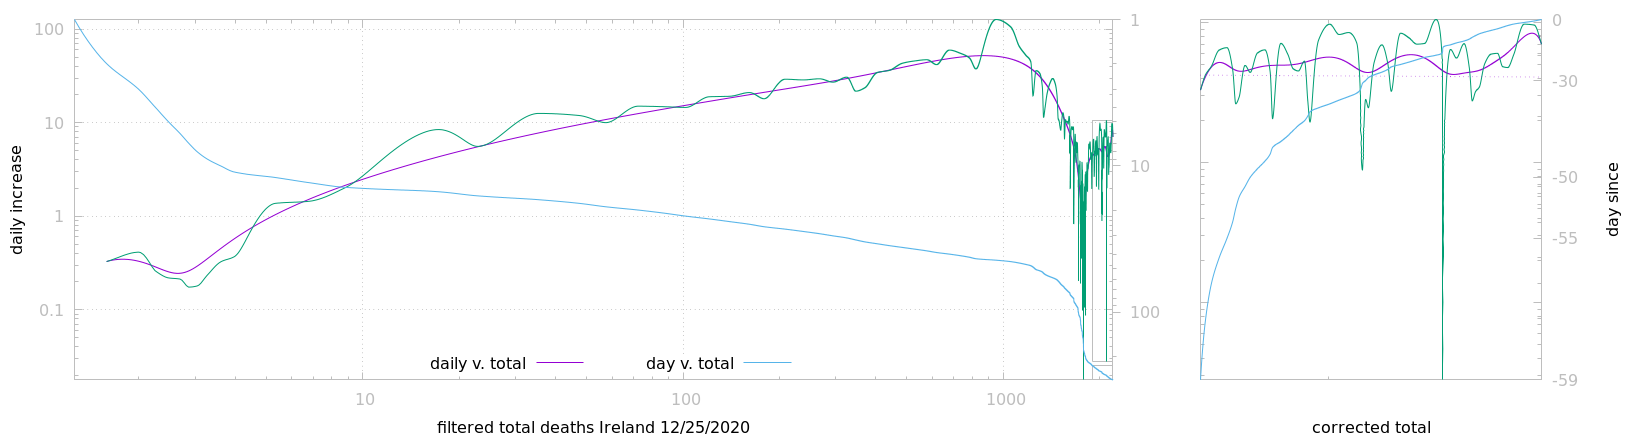 100
10
1
0.1
daily increase
daily v. total
day v. total
10
100
1000
filtered total deaths Ireland 12/25/2020
1
10
100
0
-30
-50
-55
-59
day since
corrected total